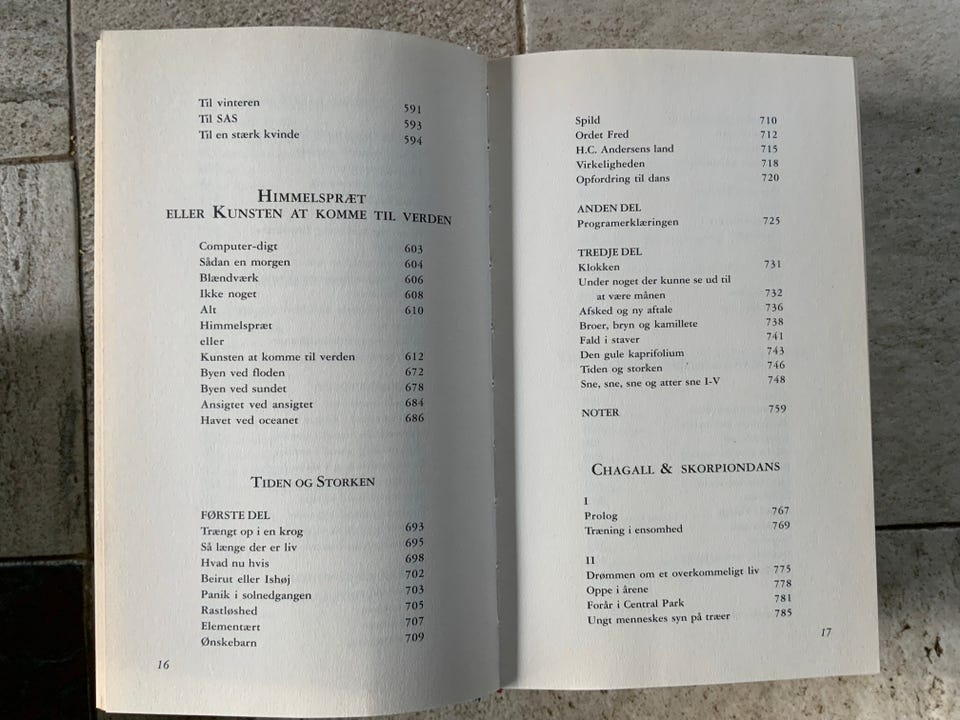 Til vinteren 591
Til SAS 593
Til en stærk kvinde 594
HIMMELSPRÆT
ELLER KUNSTEN AT KOMME TIL VERDEN
Computer-digt 603
Sådan en morgen 604
Blændværk 606
Ikke noget 608
Alt 610
Himmelspræt
eller
Kunsten at komme til verden 612
Byen ved floden 672
Byen ved sundet 678
Ansigtet ved ansigtet 684
Havet ved oceanet 686
TIDEN OG STORKEN
FØRSTE DEL
Trængt op i en krog 693
Så længe der er liv 695
Hvad nu hvis 698
Beirut eller Ishøj 702
Panik i solnedgangen 703
Rastløshed 705
Elementært 707
Ønskebarn 709
16
Spild 710
Ordet Fred 712
H.C. Andersens land 715
Virkeligheden 718
Opfordring til dans 720
ANDEN DEL
Programerklæringen 725
TREDJE DEL
Klokken 731
Under noget der kunne se ud til
at være månen 732
Afsked og ny aftale 736
Broer, bryn og kamillete 738
Fald i staver 741
Den gule kaprifolium 743
Tiden og storken 746
Sne, sne, sne og atter sne I-V 748
NOTER 759
CHAGALL & SKORPIONDANS
I
Prolog 767
Træning i ensomhed 769
II
Drømmen om et overkommeligt liv 775
Oppe i årene 778
Forår i Central Park 781
Ungt menneskes syn på træer 785
17